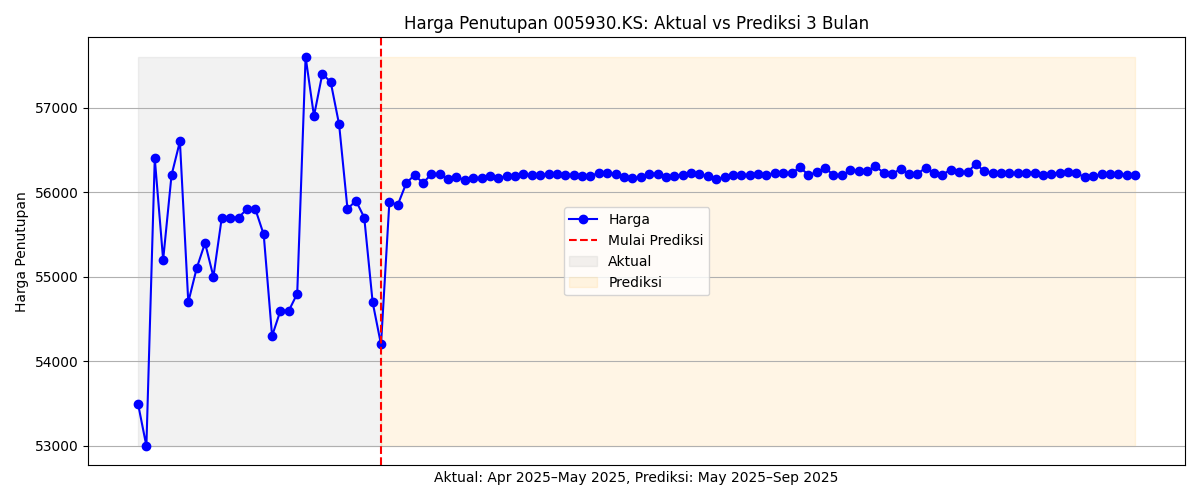 Harga Penutupan 005930.KS: Aktual vs Prediksi 3 Bulan
Harga Penutupan
57000
56000
55000
54000
53000
Harga
Mulai Prediksi
Aktual
Prediksi
Aktual: Apr 2025–May 2025, Prediksi: May 2025–Sep 2025